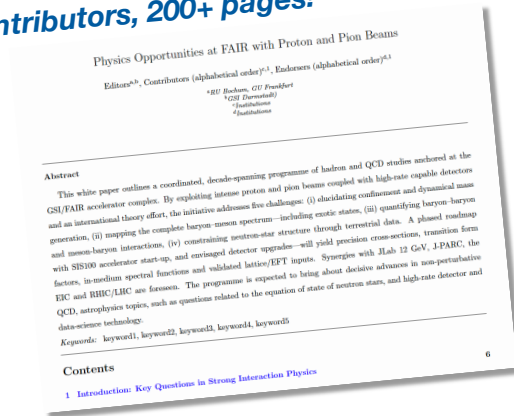 ntributors, 200+ pages.
Physics Opportunities at FAIR with Proton and Pion Beams
Editorsᵃ,ᵇ, Contributors (alphabetical order)ᶜ,¹, Endorsers (alphabetical order)ᵈ,¹
ᵃRU Bochum, GU Frankfurt
ᵇGSI Darmstadt)
ᶜInstitutions
ᵈInstitutions
Abstract
This white paper outlines a coordinated, decade-spanning programme of hadron and QCD studies anchored at the
GSI/FAIR accelerator complex. By exploiting intense proton and pion beams coupled with high-rate capable detectors
and an international theory effort, the initiative addresses five challenges: (i) elucidating confinement and dynamical mass
generation, (ii) mapping the complete baryon–meson spectrum—including exotic states, (iii) quantifying baryon–baryon
and meson-baryon interactions, (iv) constraining neutron-star structure through terrestrial data. A phased roadmap
with SIS100 accelerator start-up, and envisaged detector upgrades—will yield precision cross-sections, transition form
factors, in-medium spectral functions and validated lattice/EFT inputs. Synergies with JLab 12 GeV, J-PARC, the
EIC and RHIC/LHC are foreseen. The programme is expected to bring about decisive advances in non-perturbative
QCD, astrophysics topics, such as questions related to the equation of state of neutron stars, and high-rate detector and
data-science technology.
Keywords: keyword1, keyword2, keyword3, keyword4, keyword5
Contents
1 Introduction: Key Questions in Strong Interaction Physics
6